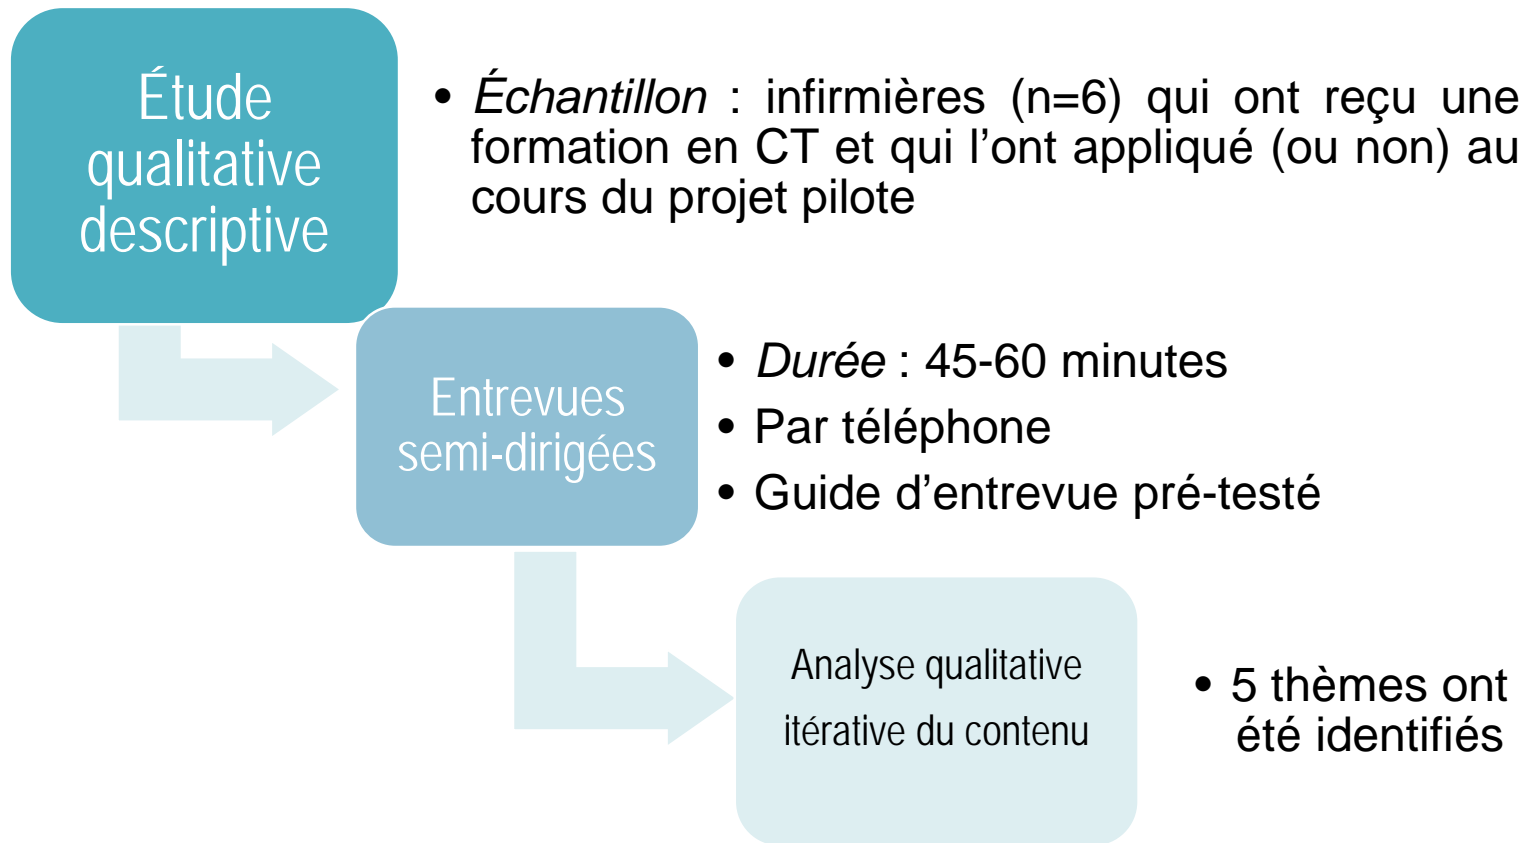 Étude
qualitative
descriptive
• Échantillon : infirmières (n=6) qui ont reçu une
formation en CT et qui l’ont appliqué (ou non) au
cours du projet pilote
Entrevues
semi-dirigées
• Durée : 45-60 minutes
• Par téléphone
• Guide d’entrevue pré-testé
Analyse qualitative
itérative du contenu
• 5 thèmes ont
été identifiés